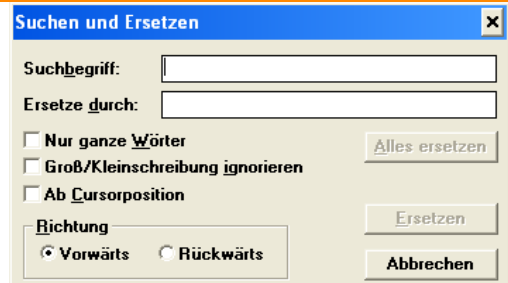 Suchen und Ersetzen
Suchbegriff:
Ersetze durch:
Nur ganze Wörter
Alles ersetzen
Groß/Kleinschreibung ignorieren
Ab Cursorposition
Richtung
Ersetzen
Vorwärts Rückwärts
Abbrechen